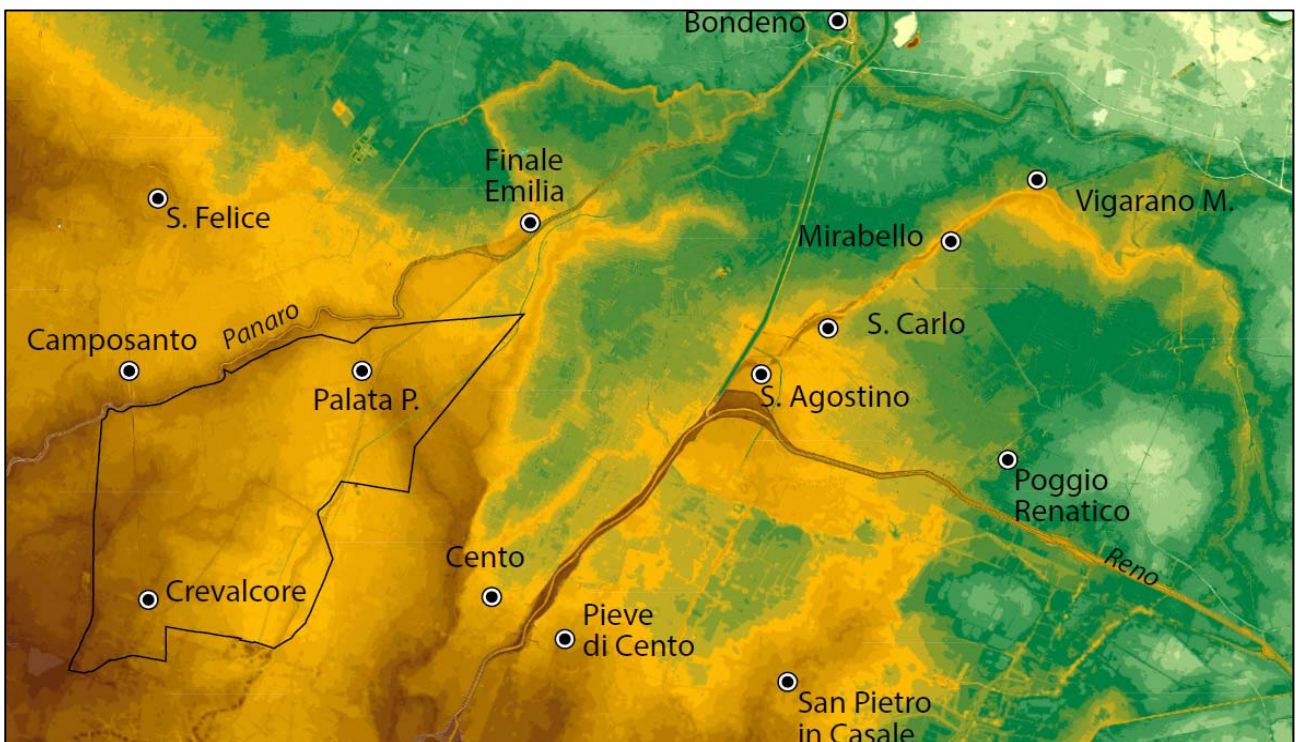 Bondeno
Finale
Emilia
Vigarano M.
S. Felice
Mirabello
Panaro
S. Carlo
Camposanto
Palata P.
S. Agostino
Poggio
Renatico
Reno
Cento
Crevalcore
Pieve
di Cento
San Pietro
in Casale